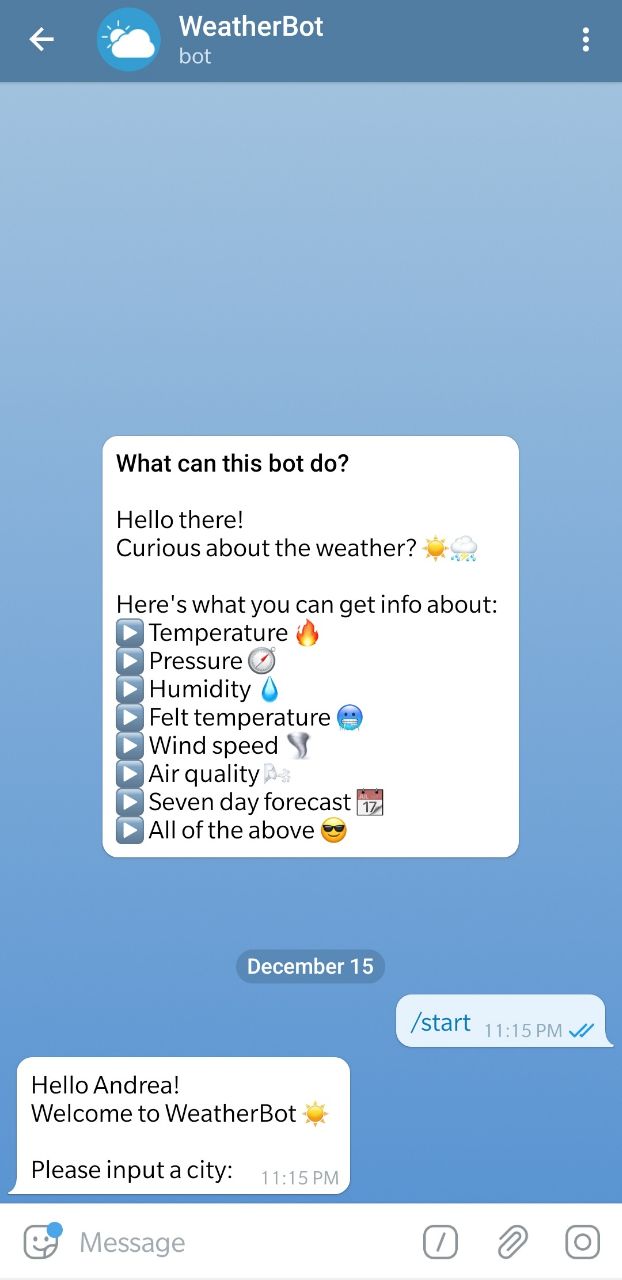 WeatherBot
bot
What can this bot do?
Hello there!
Curious about the weather? ☀️⛈️
Here's what you can get info about:
▶️ Temperature 🔥
▶️ Pressure 🧭
▶️ Humidity 💧
▶️ Felt temperature 🥶
▶️ Wind speed 🌪️
▶️ Air quality 🌬️
▶️ Seven day forecast 📆
▶️ All of the above 😎
December 15
/start 11:15 PM
Hello Andrea!
Welcome to WeatherBot ☀️
Please input a city: 11:15 PM
Message